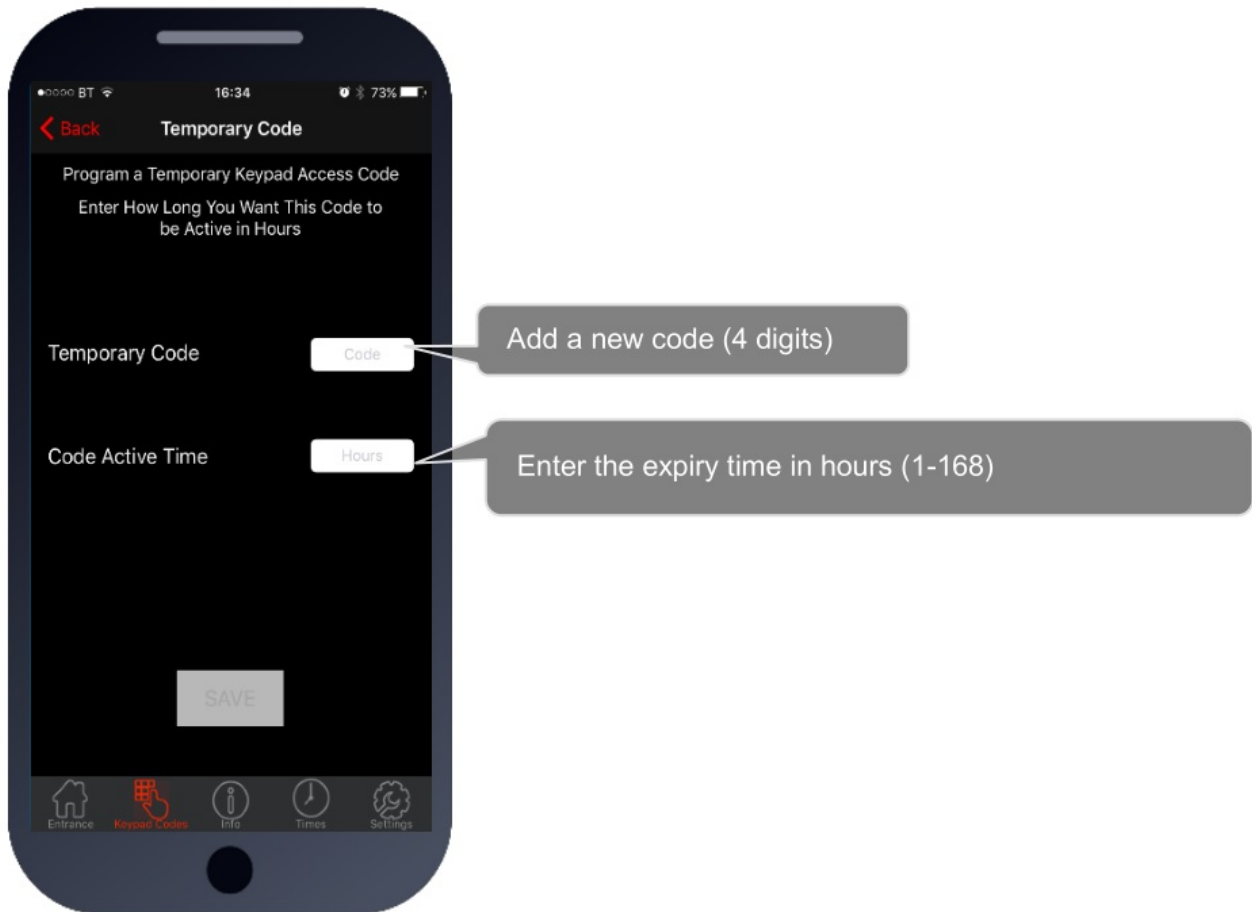 BT 16:34 73%
Back Temporary Code
Program a Temporary Keypad Access Code
Enter How Long You Want This Code to
be Active in Hours
Temporary Code Code
Add a new code (4 digits)
Code Active Time Hours
Enter the expiry time in hours (1-168)
SAVE
Entrance Keypad Codes Info Times Settings